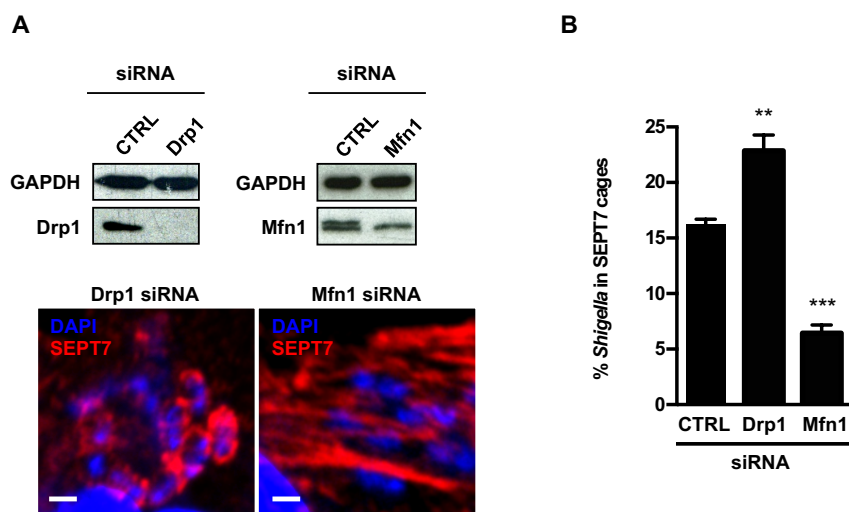 A
siRNA
CTRL
Drp1
GAPDH
Drp1
siRNA
CTRL
Mfn1
GAPDH
Mfn1
Drp1 siRNA
DAPI
SEPT7
Mfn1 siRNA
DAPI
SEPT7
B
% Shigella in SEPT7 cages
25
20
15
10
5
0
**
***
CTRL Drp1 Mfn1
siRNA